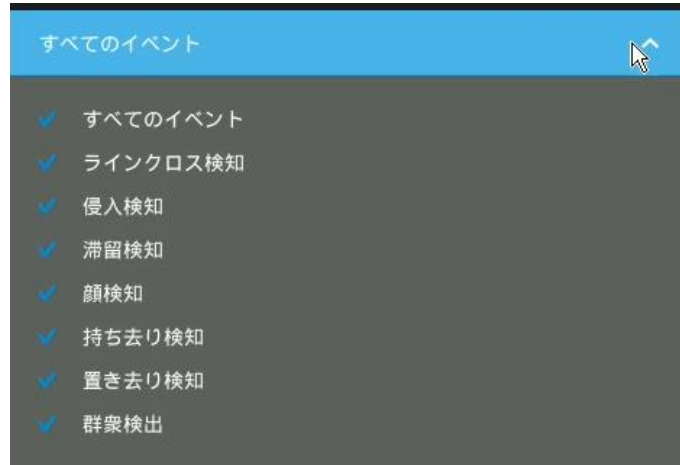 すべてのイベント
すべてのイベント
ラインクロス検知
侵入検知
滞留検知
顔検知
持ち去り検知
置き去り検知
群衆検出